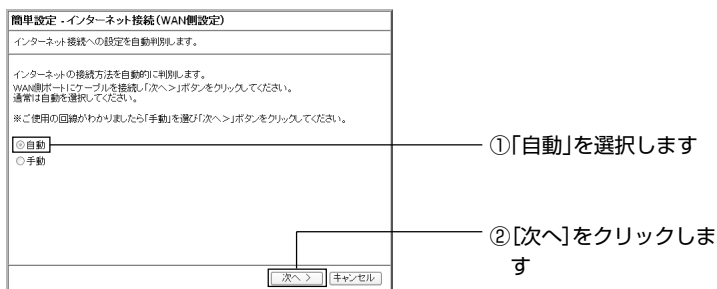 簡単設定 - インターネット接続(WAN側設定)
インターネット接続への設定を自動判別します。
インターネットの接続方法を自動的に判別します。
WAN側ポートにケーブルを接続し「次へ>」ボタンをクリックしてください。
通常は自動を選択してください。
※ご使用の回線がわかりましたら「手動」を選び「次へ>」ボタンをクリックしてください。
自動
手動
次へ >
キャンセル
①「自動」を選択します
②[次へ]をクリックしま
す